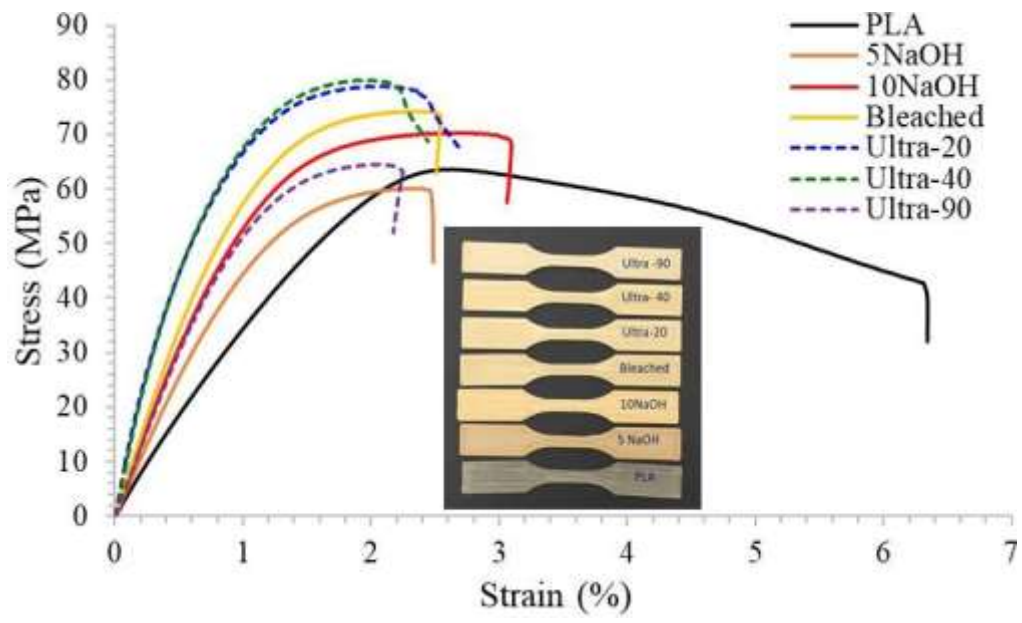 90
80
70
60
50
40
30
20
10
0
Stress (MPa)
0 1 2 3 4 5 6 7
Strain (%)
PLA
5NaOH
10NaOH
Bleached
Ultra-20
Ultra-40
Ultra-90
Ultra -90
Ultra- 40
Ultra-20
Bleached
10NaOH
5 NaOH
PLA